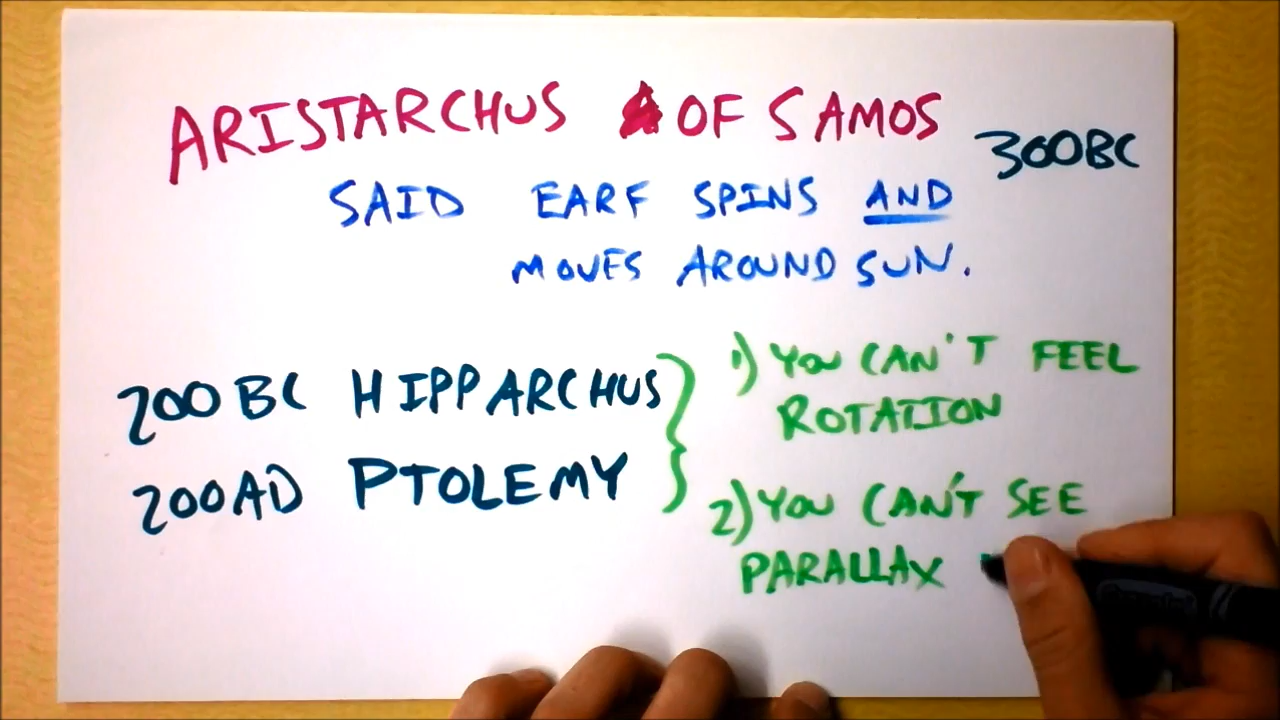 ARISTARCHUS OF SAMOS
300BC
SAID EARF SPINS AND
MOVES AROUND SUN.
200BC HIPPARCHUS
200AD PTOLEMY
1) YOU CAN'T FEEL
ROTATION
2) YOU CAN'T SEE
PARALLAX